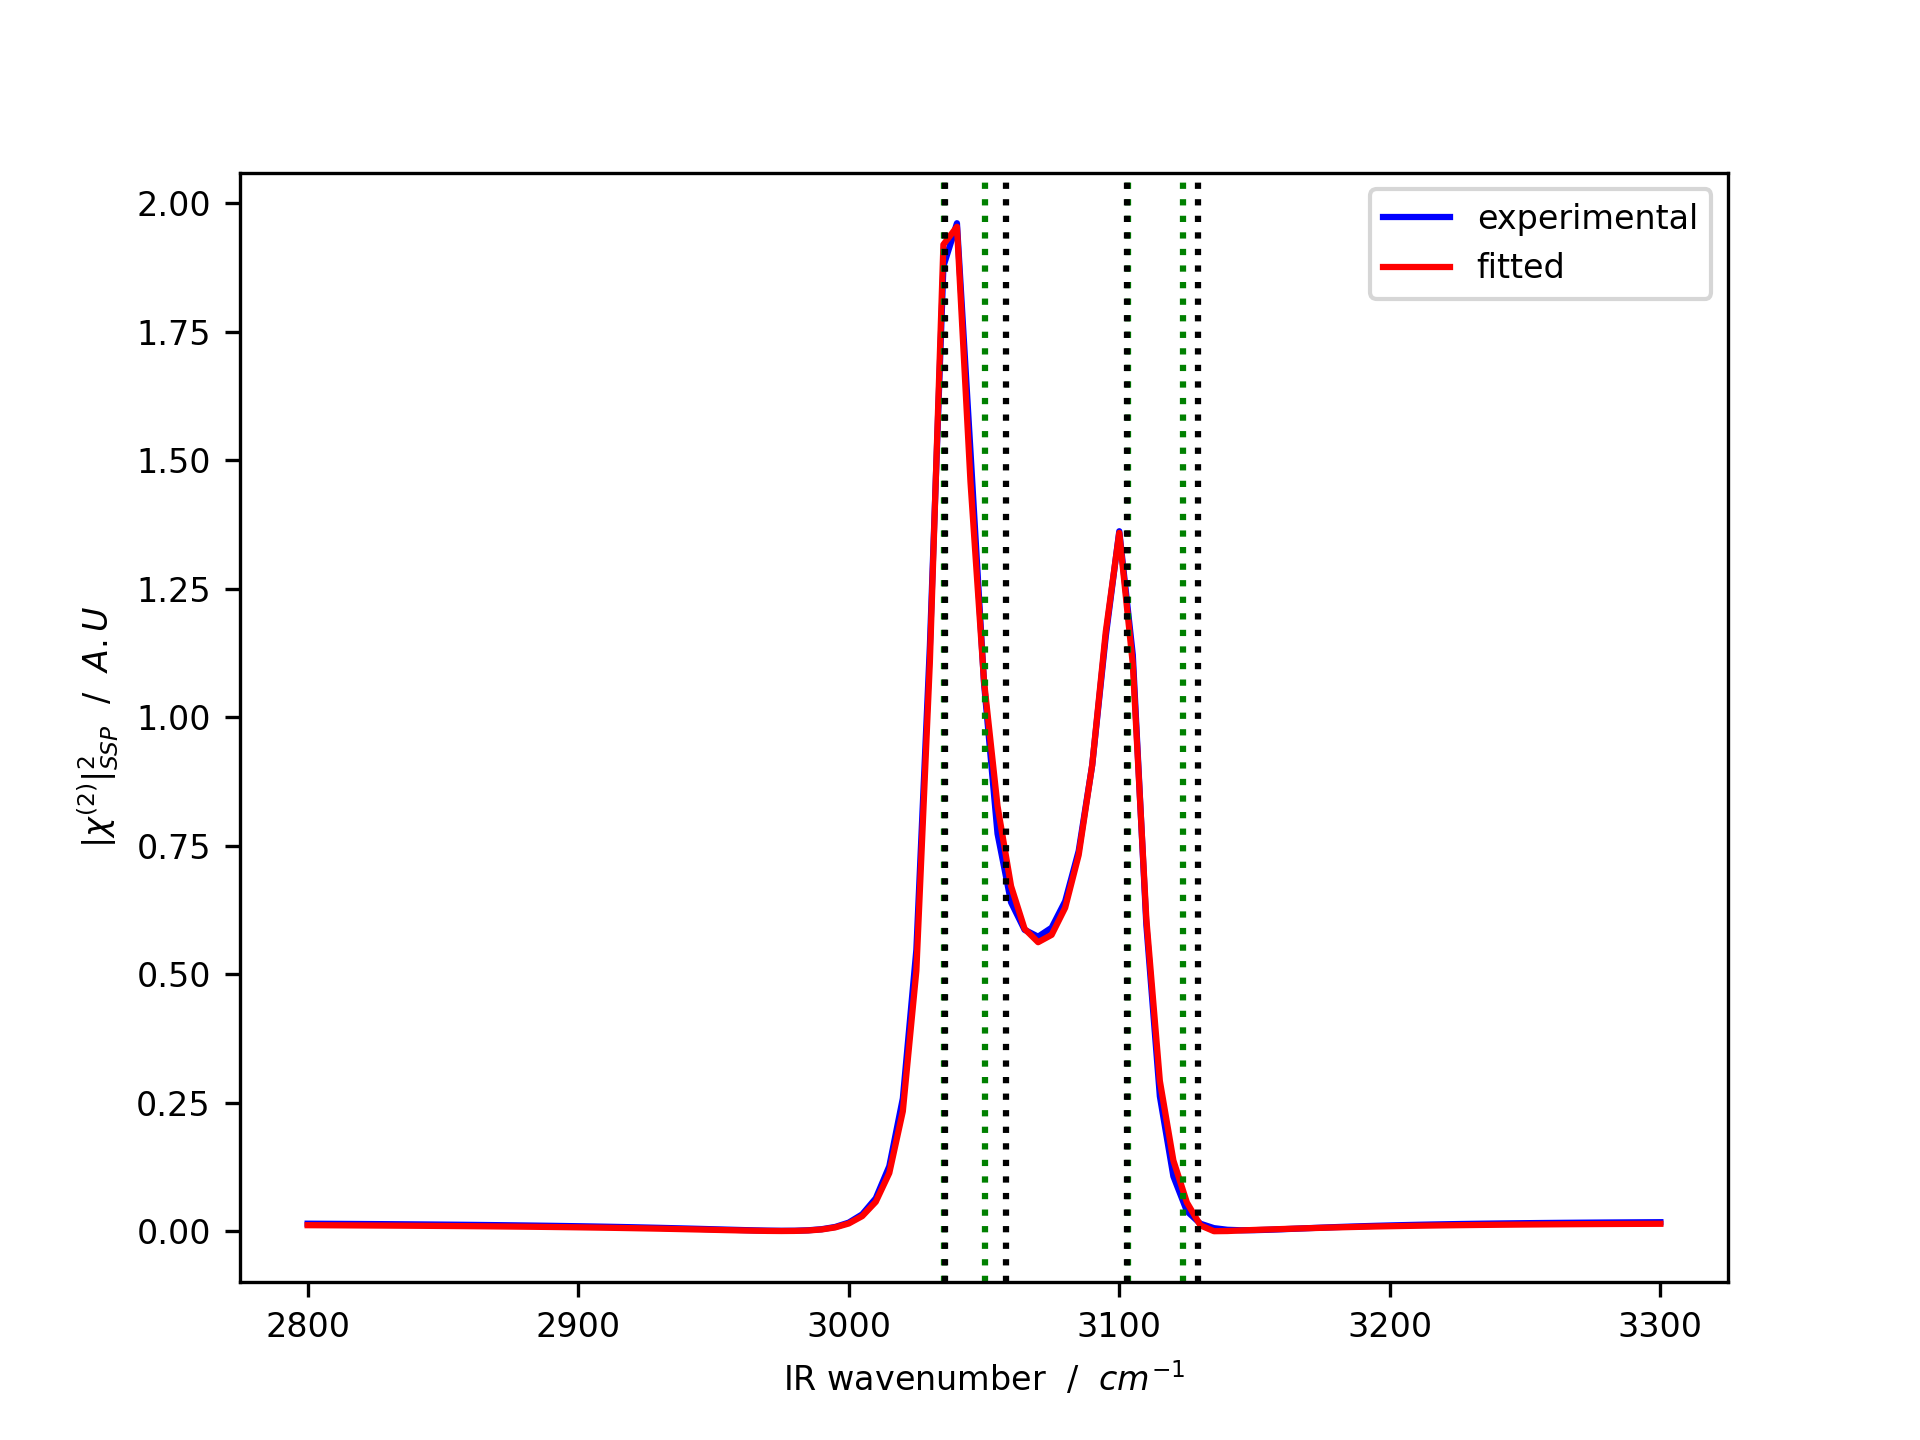 experimental
fitted
2.00
1.75
1.50
1.25
1.00
0.75
0.50
0.25
0.00
|χ⁽²⁾|²_SSP / A.U
2800 2900 3000 3100 3200 3300
IR wavenumber / cm⁻¹